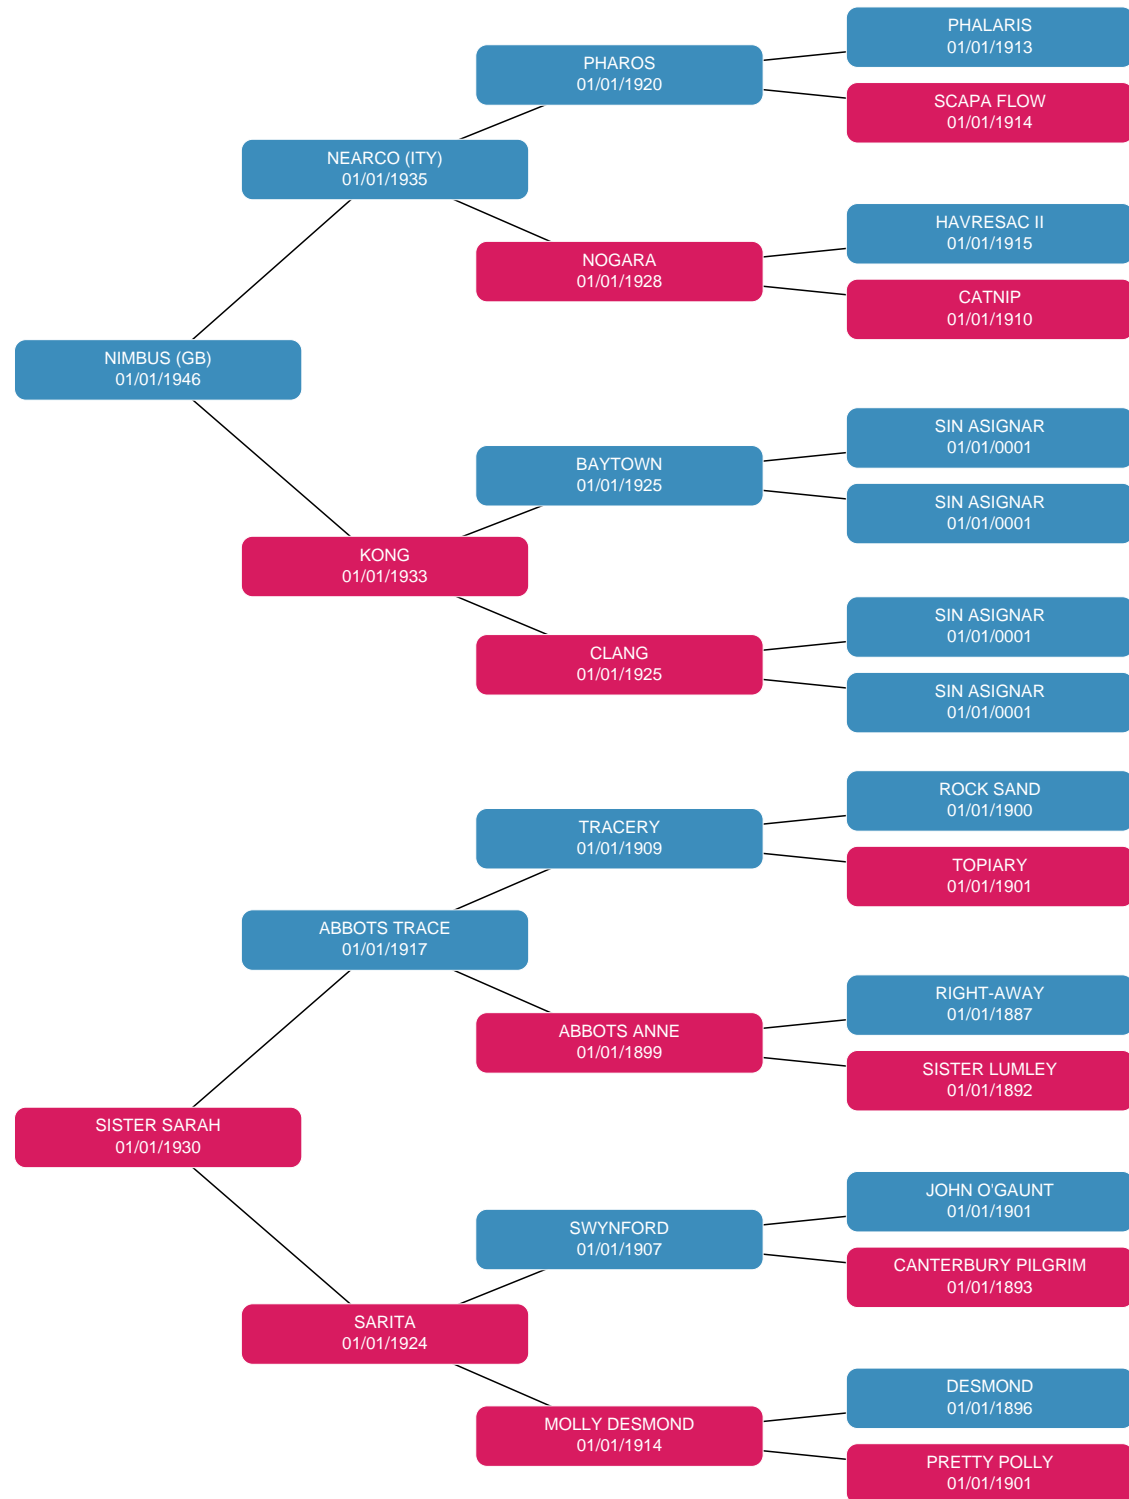 PHALARIS
01/01/1913
PHAROS
01/01/1920
SCAPA FLOW
01/01/1914
NEARCO (ITY)
01/01/1935
HAVRESAC II
01/01/1915
NOGARA
01/01/1928
CATNIP
01/01/1910
NIMBUS (GB)
01/01/1946
SIN ASIGNAR
01/01/0001
BAYTOWN
01/01/1925
SIN ASIGNAR
01/01/0001
KONG
01/01/1933
SIN ASIGNAR
01/01/0001
CLANG
01/01/1925
SIN ASIGNAR
01/01/0001
ROCK SAND
01/01/1900
TRACERY
01/01/1909
TOPIARY
01/01/1901
ABBOTS TRACE
01/01/1917
RIGHT-AWAY
01/01/1887
ABBOTS ANNE
01/01/1899
SISTER LUMLEY
01/01/1892
SISTER SARAH
01/01/1930
JOHN O'GAUNT
01/01/1901
SWYNFORD
01/01/1907
CANTERBURY PILGRIM
01/01/1893
SARITA
01/01/1924
DESMOND
01/01/1896
MOLLY DESMOND
01/01/1914
PRETTY POLLY
01/01/1901